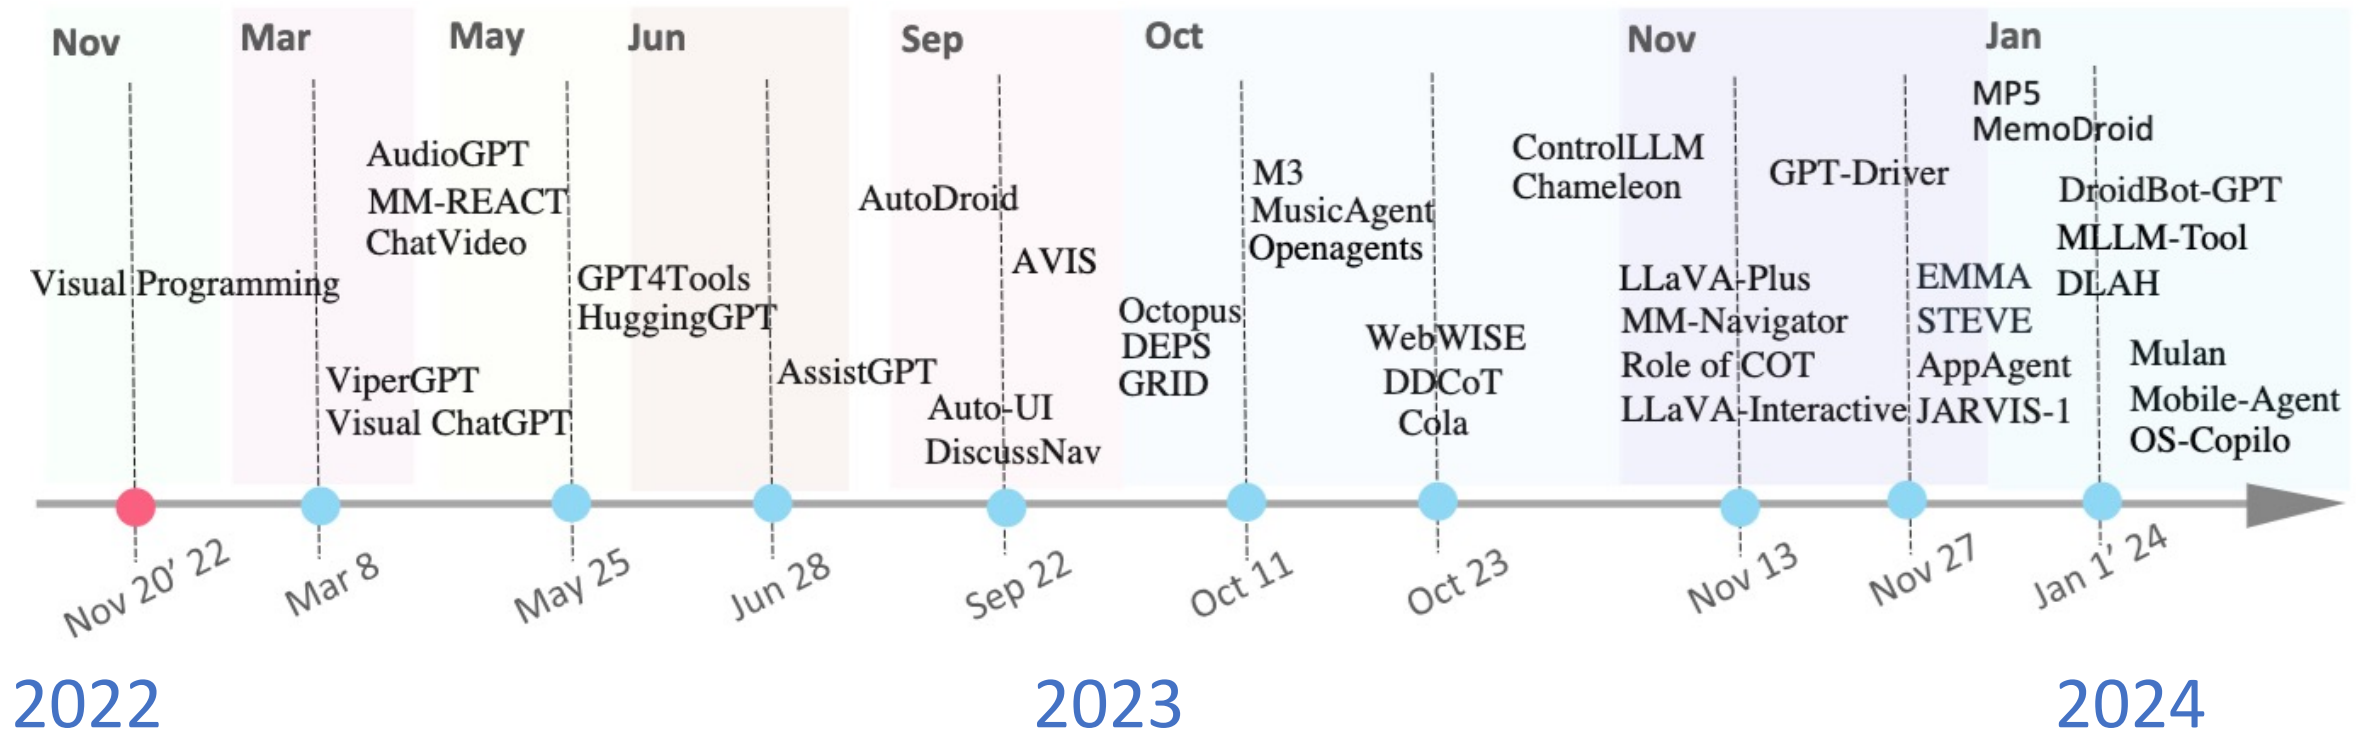 Nov
Mar
May
Jun
Sep
Oct
Nov
Jan
Visual Programming
AudioGPT
MM-REACT
ChatVideo
ViperGPT
Visual ChatGPT
GPT4Tools
HuggingGPT
AssistGPT
AutoDroid
AVIS
Auto-UI
DiscussNav
Octopus
DEPS
GRID
M3
MusicAgent
Openagents
WebWISE
DDCoT
Cola
ControlLLM
Chameleon
LLaVA-Plus
MM-Navigator
Role of COT
LLaVA-Interactive
GPT-Driver
EMMA
STEVE
AppAgent
JARVIS-1
MP5
MemoDroid
DroidBot-GPT
MLLM-Tool
DLAH
Mulan
Mobile-Agent
OS-Copilo
Nov 20’ 22
Mar 8
May 25
Jun 28
Sep 22
Oct 11
Oct 23
Nov 13
Nov 27
Jan 1’ 24
2022
2023
2024